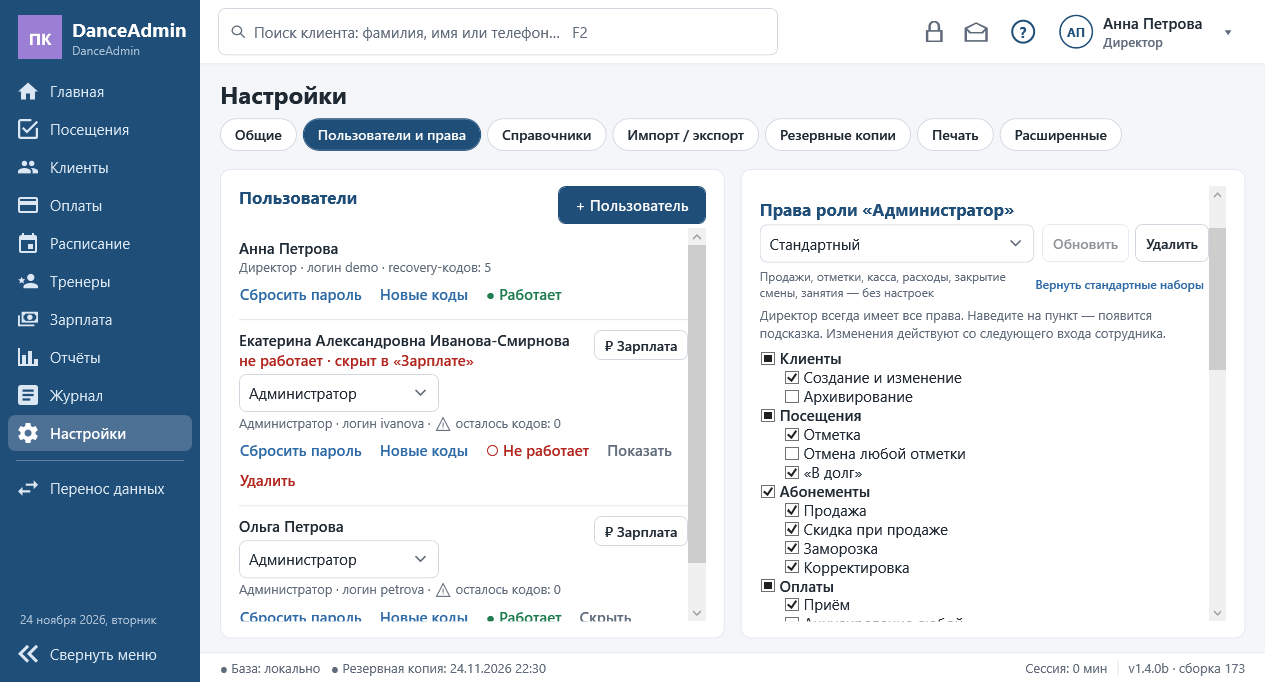 ПК
DanceAdmin
DanceAdmin
Главная
Посещения
Клиенты
Оплаты
Расписание
Тренеры
Зарплата
Отчёты
Журнал
Настройки
Перенос данных
24 ноября 2026, вторник
Свернуть меню
Поиск клиента: фамилия, имя или телефон... F2
?
АП
Анна Петрова
Директор
Настройки
Общие
Пользователи и права
Справочники
Импорт / экспорт
Резервные копии
Печать
Расширенные
Пользователи
+ Пользователь
Анна Петрова
Директор · логин demo · recovery-кодов: 5
Сбросить пароль Новые коды ● Работает
Екатерина Александровна Иванова-Смирнова
₽ Зарплата
не работает · скрыт в «Зарплате»
Администратор
Администратор · логин ivanova · ⚠ осталось кодов: 0
Сбросить пароль Новые коды ○ Не работает Показать
Удалить
Ольга Петрова
₽ Зарплата
Администратор
Администратор · логин petrova · ⚠ осталось кодов: 0
Сбросить пароль Новые коды ● Работает Скрыть
Права роли «Администратор»
Стандартный
Обновить
Удалить
Продажи, отметки, касса, расходы, закрытие
смены, занятия — без настроек
Вернуть стандартные наборы
Директор всегда имеет все права. Наведите на пункт — появится
подсказка. Изменения действуют со следующего входа сотрудника.
Клиенты
Создание и изменение
Архивирование
Посещения
Отметка
Отмена любой отметки
«В долг»
Абонементы
Продажа
Скидка при продаже
Заморозка
Корректировка
Оплаты
Приём
● База: локально
● Резервная копия: 24.11.2026 22:30
Сессия: 0 мин
v1.4.0b · сборка 173